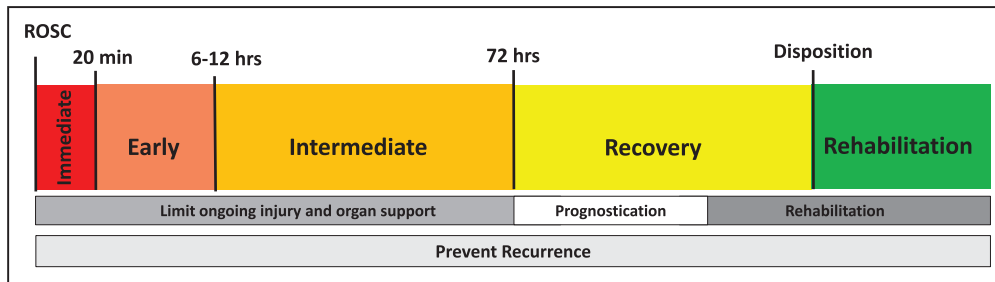 ROSC
20 min
6-12 hrs
72 hrs
Disposition
Immediate
Early
Intermediate
Recovery
Rehabilitation
Limit ongoing injury and organ support
Prognostication
Rehabilitation
Prevent Recurrence